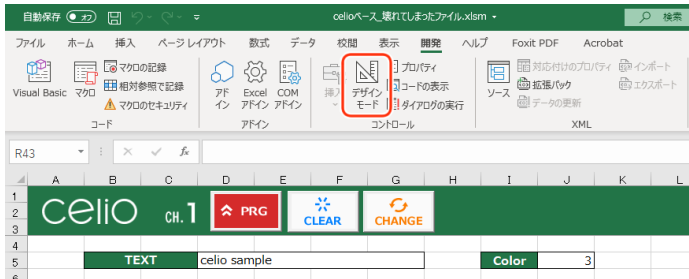 自動保存 オフ celioベース_壊れてしまったファイル.xlsm 検索
ファイル ホーム 挿入 ページ レイアウト 数式 データ 校閲 表示 開発 ヘルプ Foxit PDF Acrobat
Visual Basic マクロ マクロの記録 相対参照で記録 マクロのセキュリティ
アド イン Excel アドイン COM アドイン
挿入 デザイン モード プロパティ コードの表示 ダイアログの実行
ソース 対応付けのプロパティ 拡張パック データの更新 インポート エクスポート
コード アドイン コントロール XML
R43 fx
A B C D E F G H I J K L
1
2
3
celio CH.1 PRG CLEAR CHANGE
4
5 TEXT celio sample Color 3
6